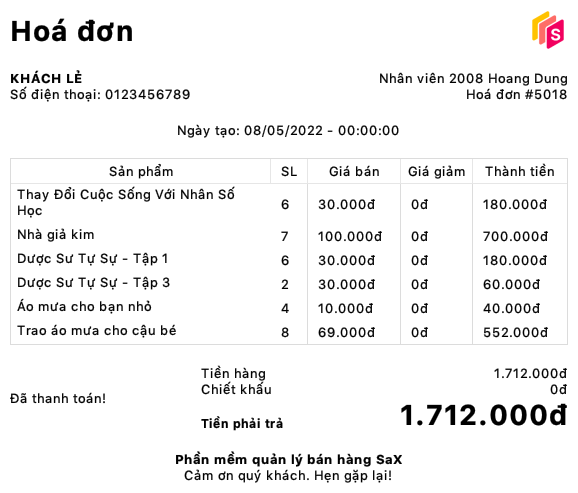 Hoá đơn
S
KHÁCH LẺ
Nhân viên 2008 Hoang Dung
Số điện thoại: 0123456789
Hoá đơn #5018
Ngày tạo: 08/05/2022 - 00:00:00
Sản phẩm SL Giá bán Giá giảm Thành tiền
Thay Đổi Cuộc Sống Với Nhân Số
Học 6 30.000đ 0đ 180.000đ
Nhà giả kim 7 100.000đ 0đ 700.000đ
Dược Sư Tự Sự - Tập 1 6 30.000đ 0đ 180.000đ
Dược Sư Tự Sự - Tập 3 2 30.000đ 0đ 60.000đ
Áo mưa cho bạn nhỏ 4 10.000đ 0đ 40.000đ
Trao áo mưa cho cậu bé 8 69.000đ 0đ 552.000đ
Tiền hàng 1.712.000đ
Chiết khấu 0đ
Đã thanh toán!
Tiền phải trả 1.712.000đ
Phần mềm quản lý bán hàng SaX
Cảm ơn quý khách. Hẹn gặp lại!